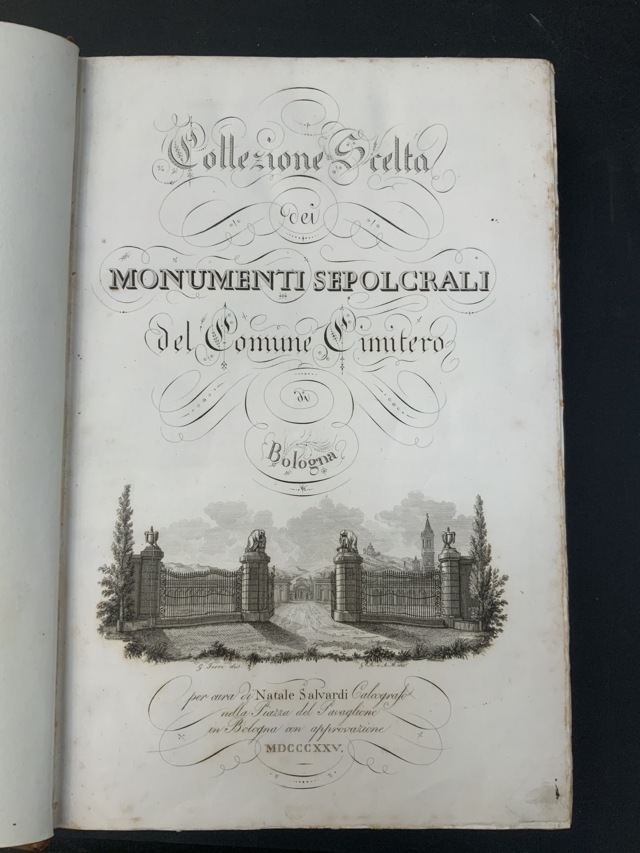 Collezione Scelta
dei
MONUMENTI SEPOLCRALI
del Comune Cimitero
di
Bologna
per cura di Natale Salvardi Calcografo
nella Piazza del Pavaglione
in Bologna con approvazione
MDCCCXXV.